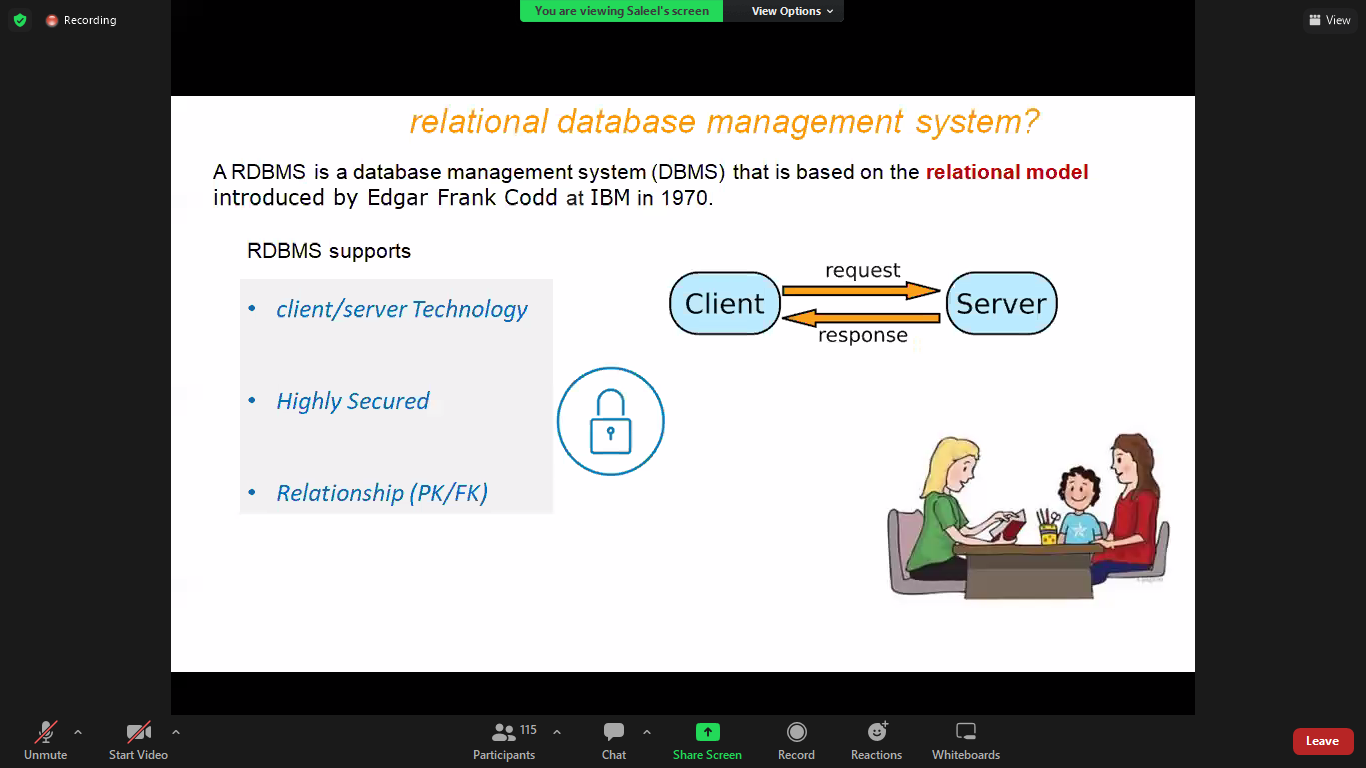 Recording
You are viewing Saleel's screen
View Options
View
relational database management system?
A RDBMS is a database management system (DBMS) that is based on the relational model
introduced by Edgar Frank Codd at IBM in 1970.
RDBMS supports
• client/server Technology
• Highly Secured
• Relationship (PK/FK)
request
Client
Server
response
Unmute
Start Video
115
Participants
Chat
Share Screen
Record
Reactions
Whiteboards
Leave